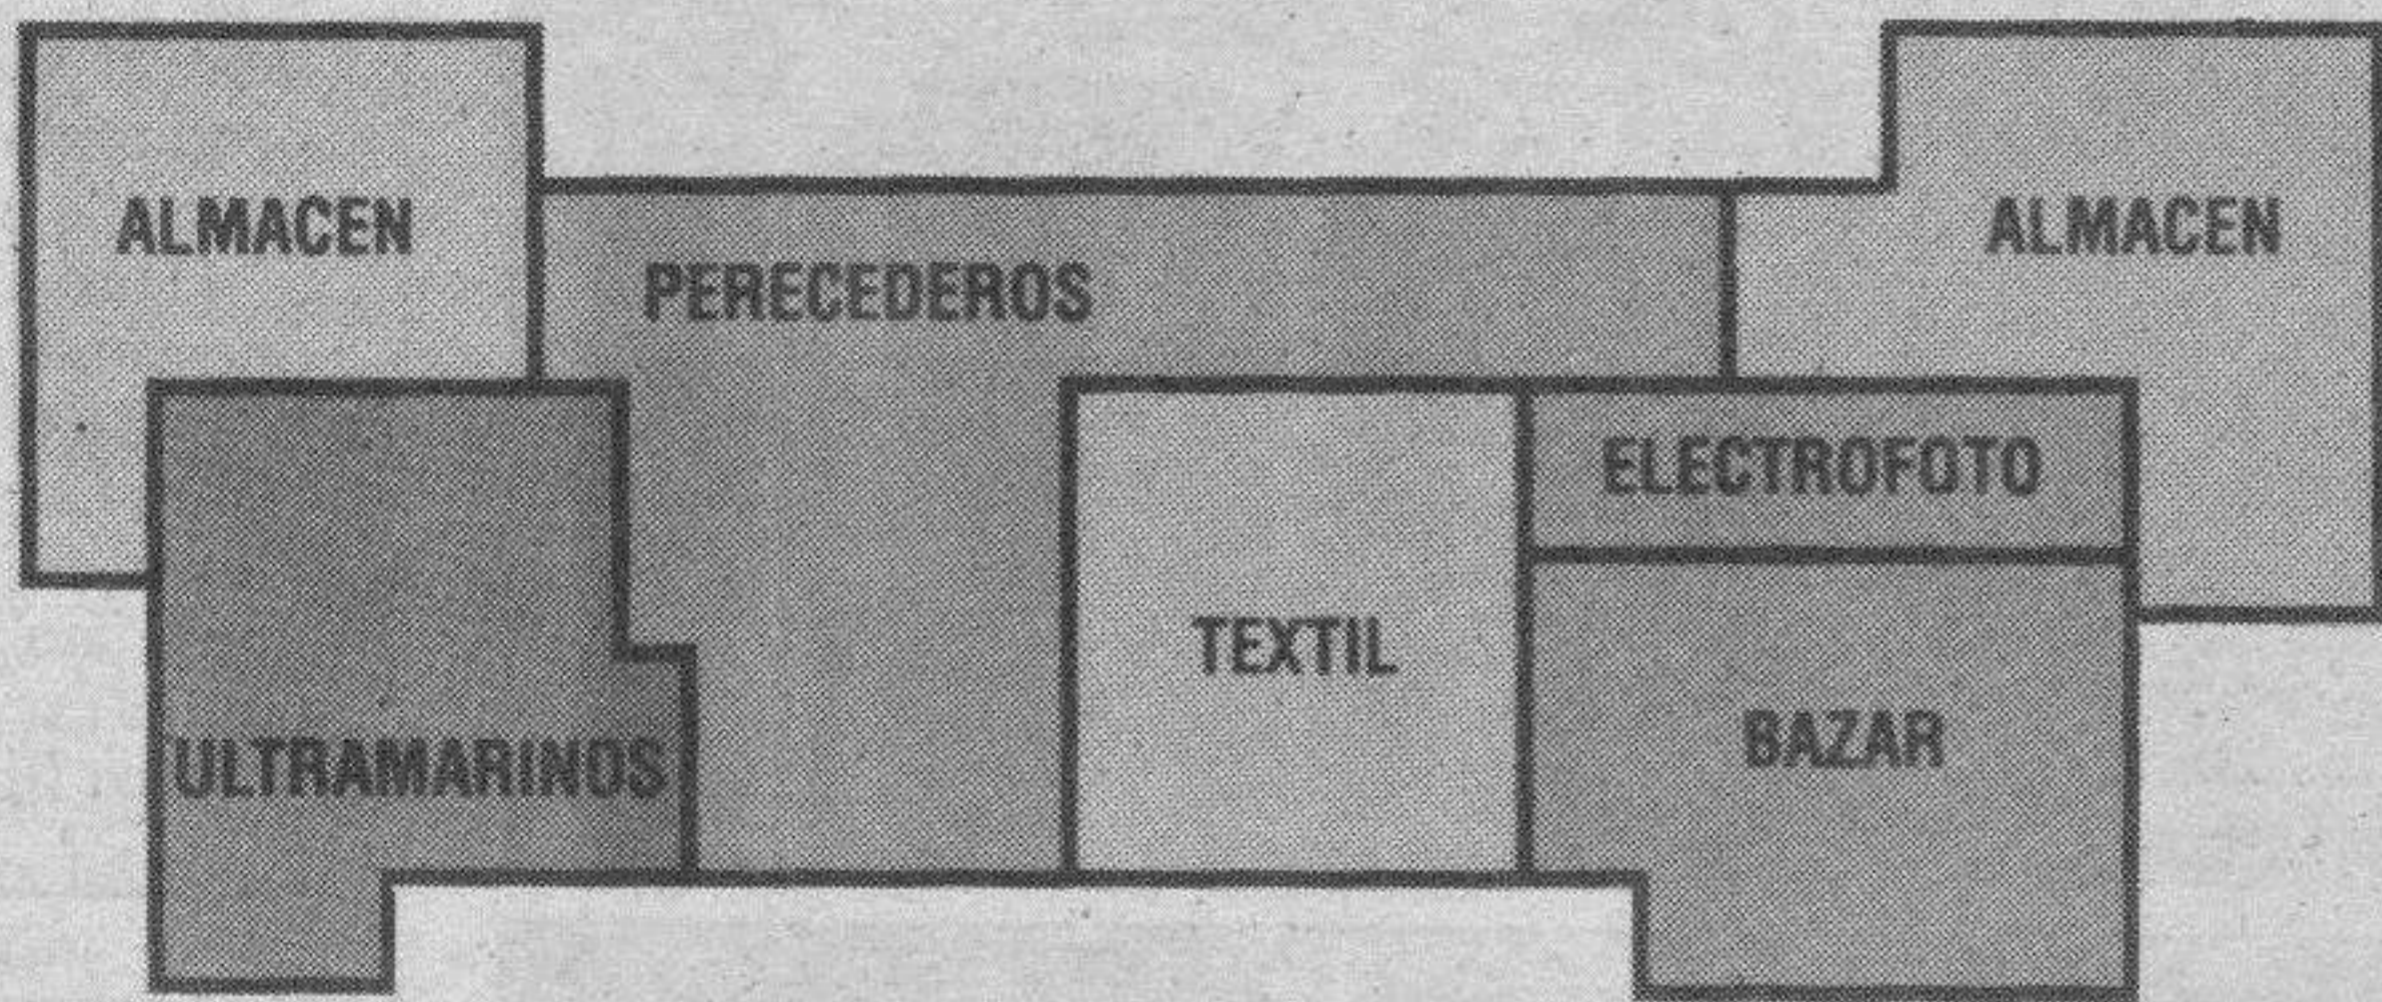 ALMACEN
ALMACEN
PERECEDEROS
ELECTROFOTO
TEXTIL
BAZAR
ULTRAMARINOS